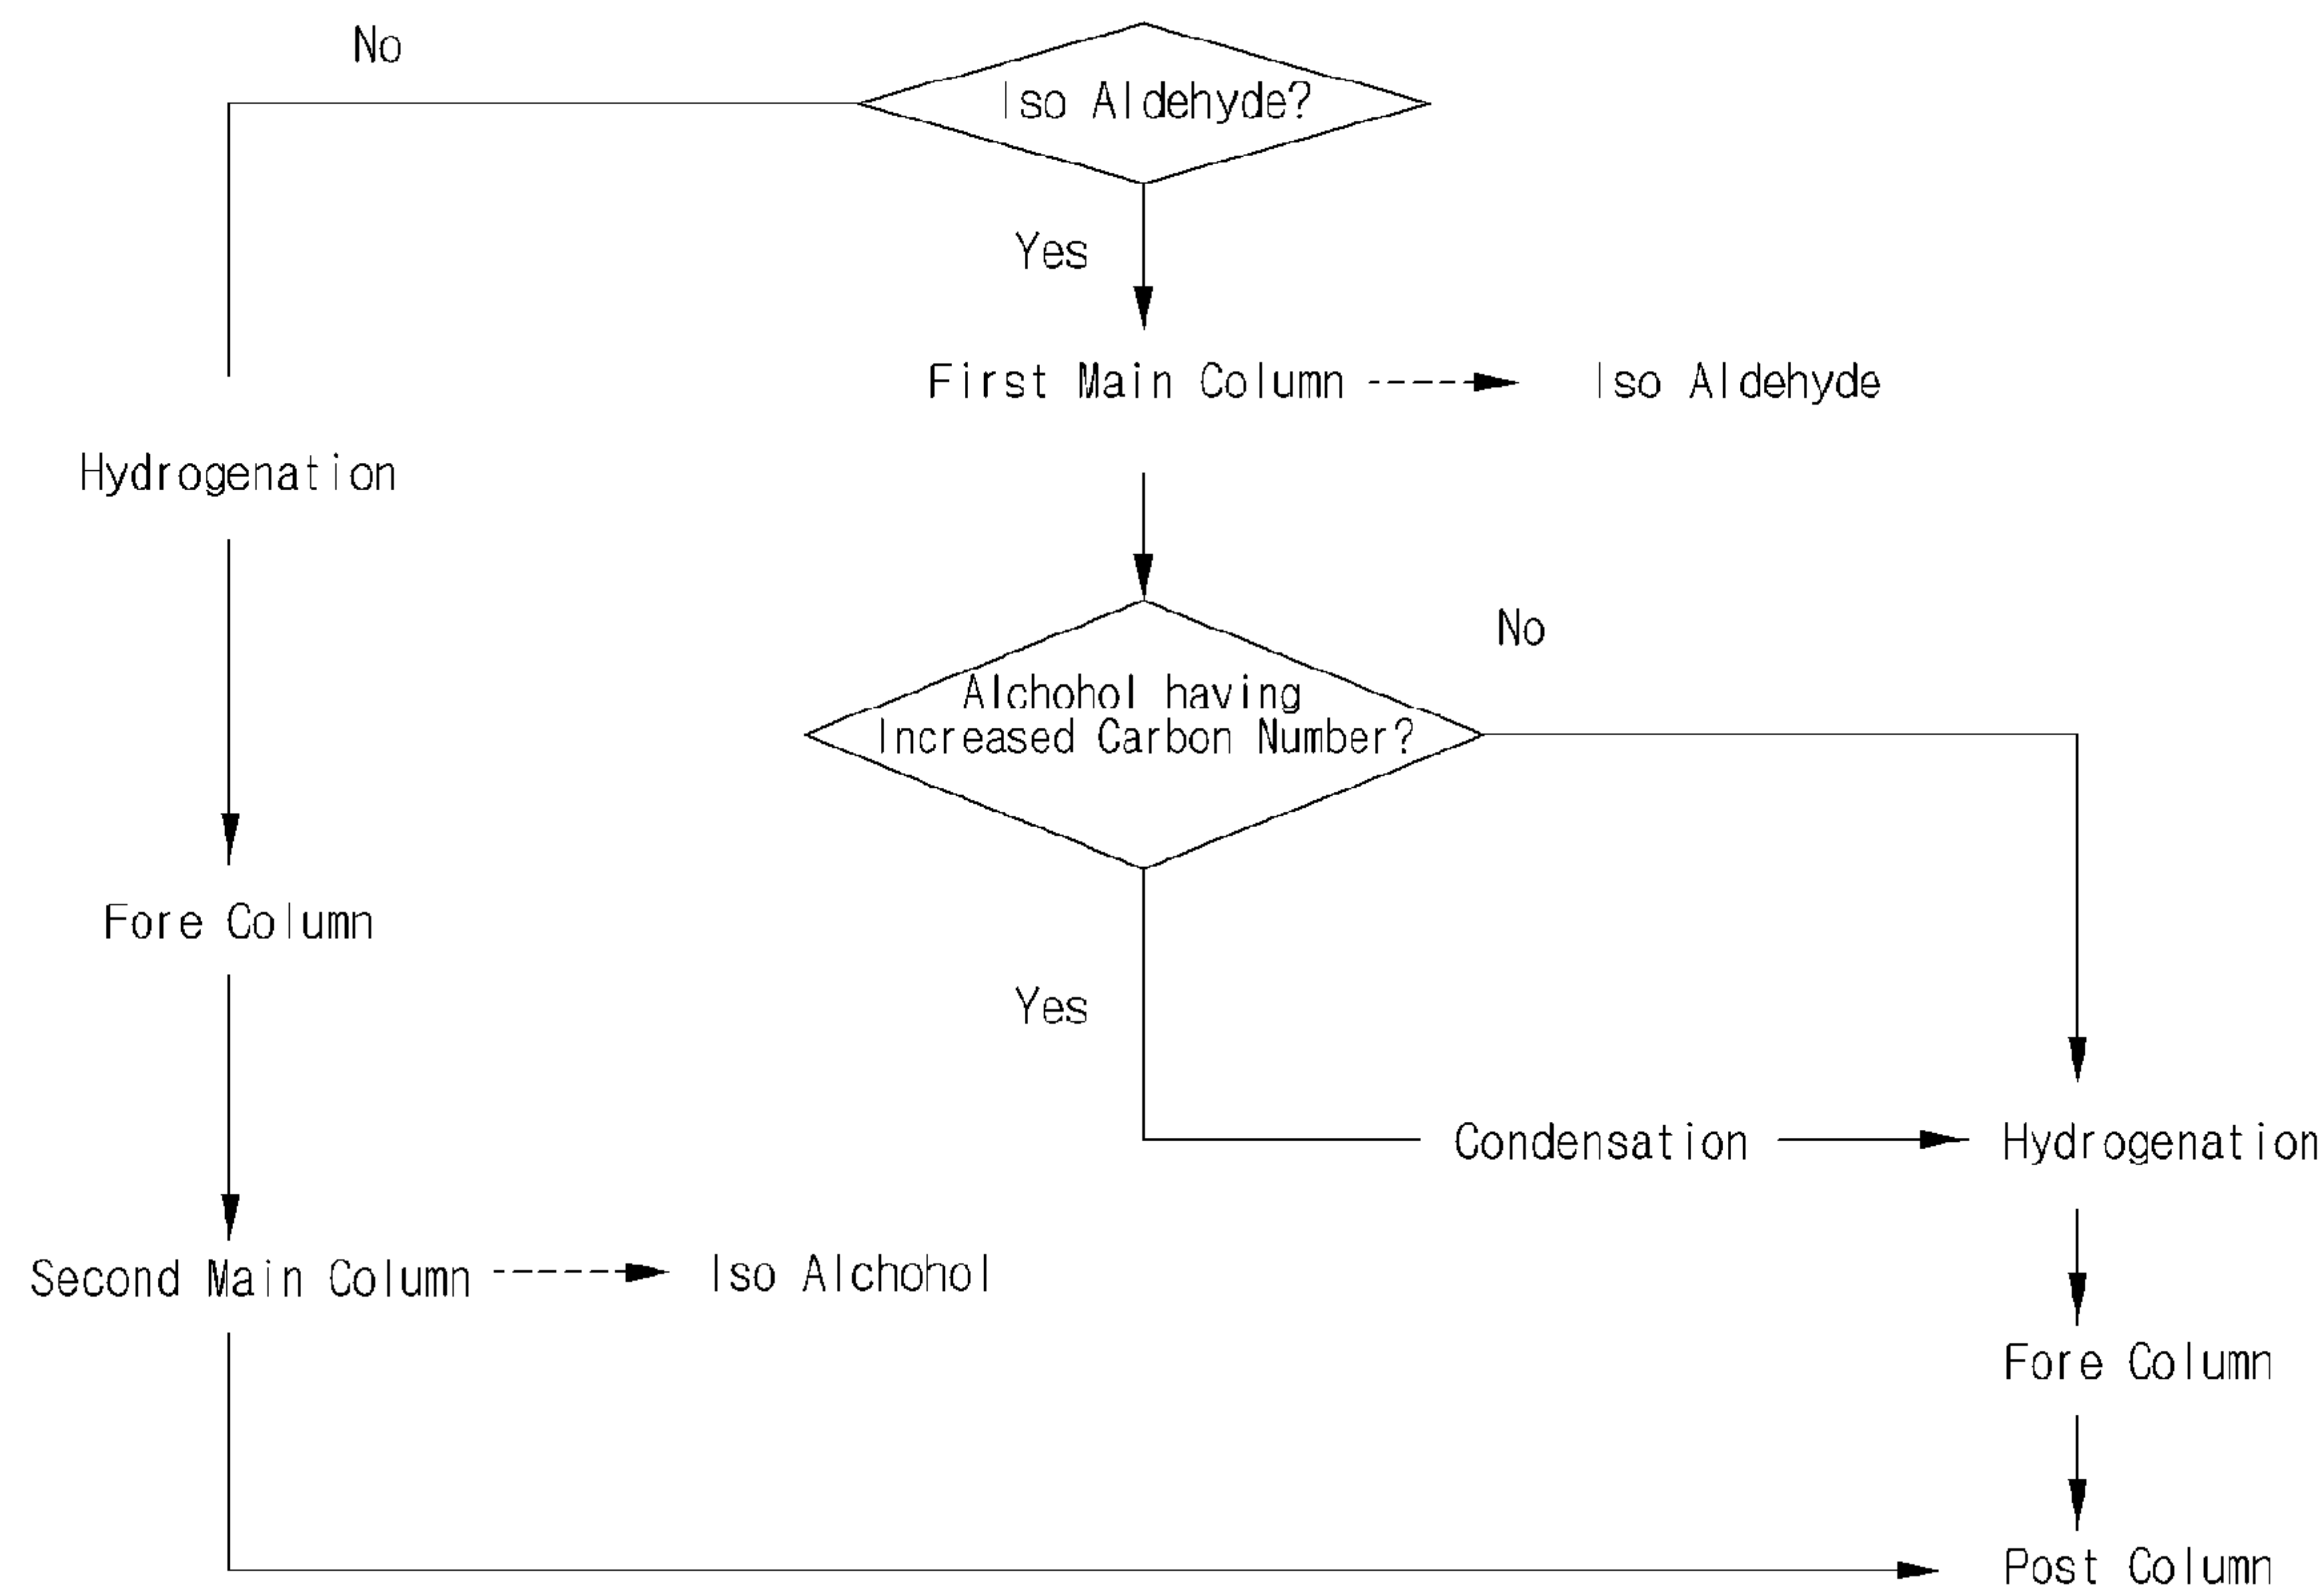 No
Iso Aldehyde?
Yes
First Main Column
Iso Aldehyde
Hydrogenation
No
Alchohol having
Increased Carbon Number?
Fore Column
Yes
Condensation
Hydrogenation
Second Main Column
Iso Alchohol
Fore Column
Post Column